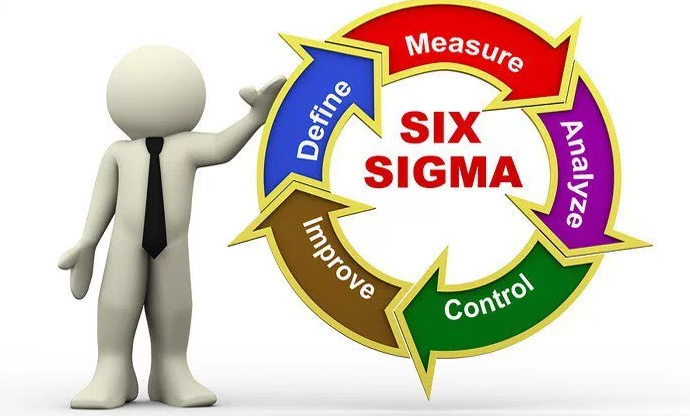 SIX
SIGMA
Define
Measure
Analyze
Control
Improve